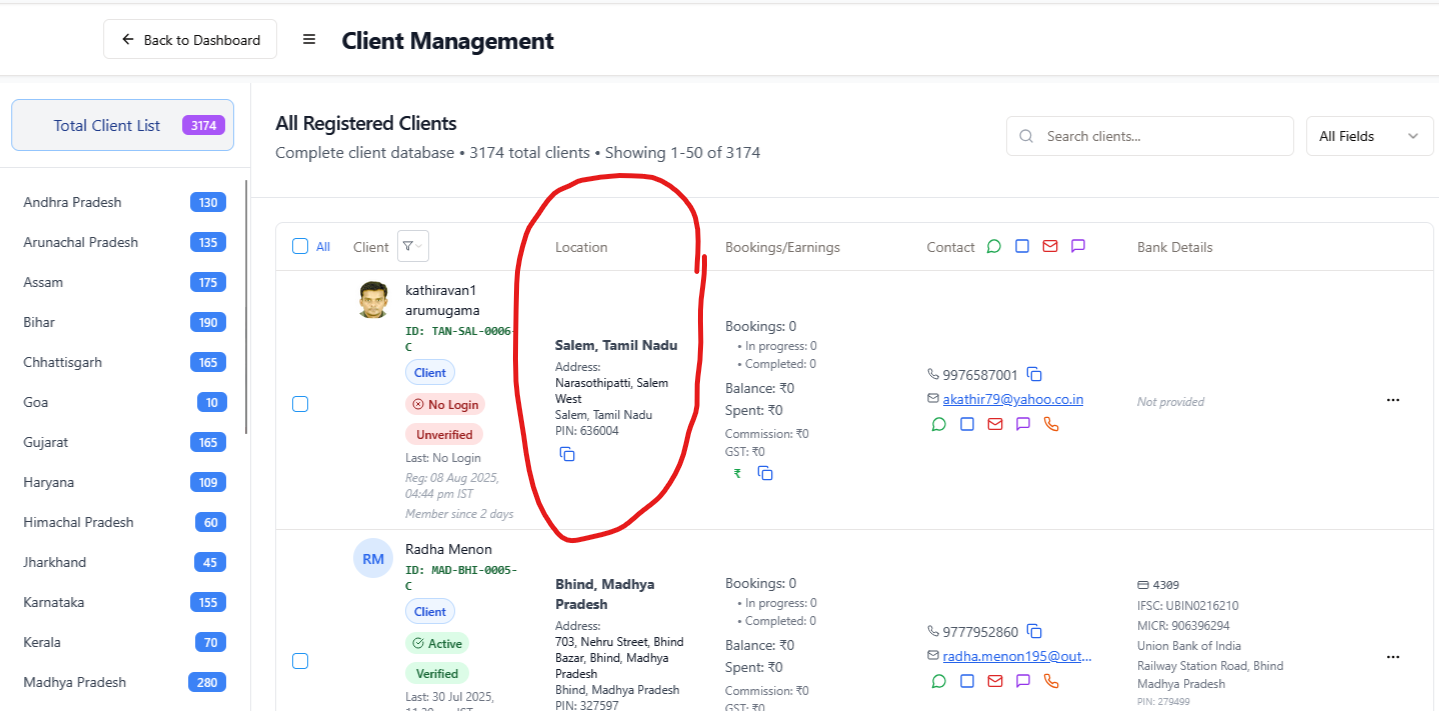 Back to Dashboard
Client Management
Total Client List 3174
Andhra Pradesh 130
Arunachal Pradesh 135
Assam 175
Bihar 190
Chhattisgarh 165
Goa 10
Gujarat 165
Haryana 109
Himachal Pradesh 60
Jharkhand 45
Karnataka 155
Kerala 70
Madhya Pradesh 280
All Registered Clients
Complete client database • 3174 total clients • Showing 1-50 of 3174
Search clients...
All Fields
All Client Location Bookings/Earnings Contact Bank Details
kathiravan1
arumugama
ID: TAN-SAL-0006-
C
Client
No Login
Unverified
Last: No Login
Reg: 08 Aug 2025,
04:44 pm IST
Member since 2 days
Salem, Tamil Nadu
Address:
Narasothipatti, Salem
West
Salem, Tamil Nadu
PIN: 636004
Bookings: 0
• In progress: 0
• Completed: 0
Balance: ₹0
Spent: ₹0
Commission: ₹0
GST: ₹0
₹
9976587001
akathir79@yahoo.co.in
Not provided
RM
Radha Menon
ID: MAD-BHI-0005-
C
Client
Active
Verified
Last: 30 Jul 2025,
Bhind, Madhya
Pradesh
Address:
703, Nehru Street, Bhind
Bazar, Bhind, Madhya
Pradesh
Bhind, Madhya Pradesh
PIN: 327597
Bookings: 0
• In progress: 0
• Completed: 0
Balance: ₹0
Spent: ₹0
Commission: ₹0
GST: ₹0
9777952860
radha.menon195@out...
4309
IFSC: UBIN0216210
MICR: 906396294
Union Bank of India
Railway Station Road, Bhind
Madhya Pradesh
PIN: 279499